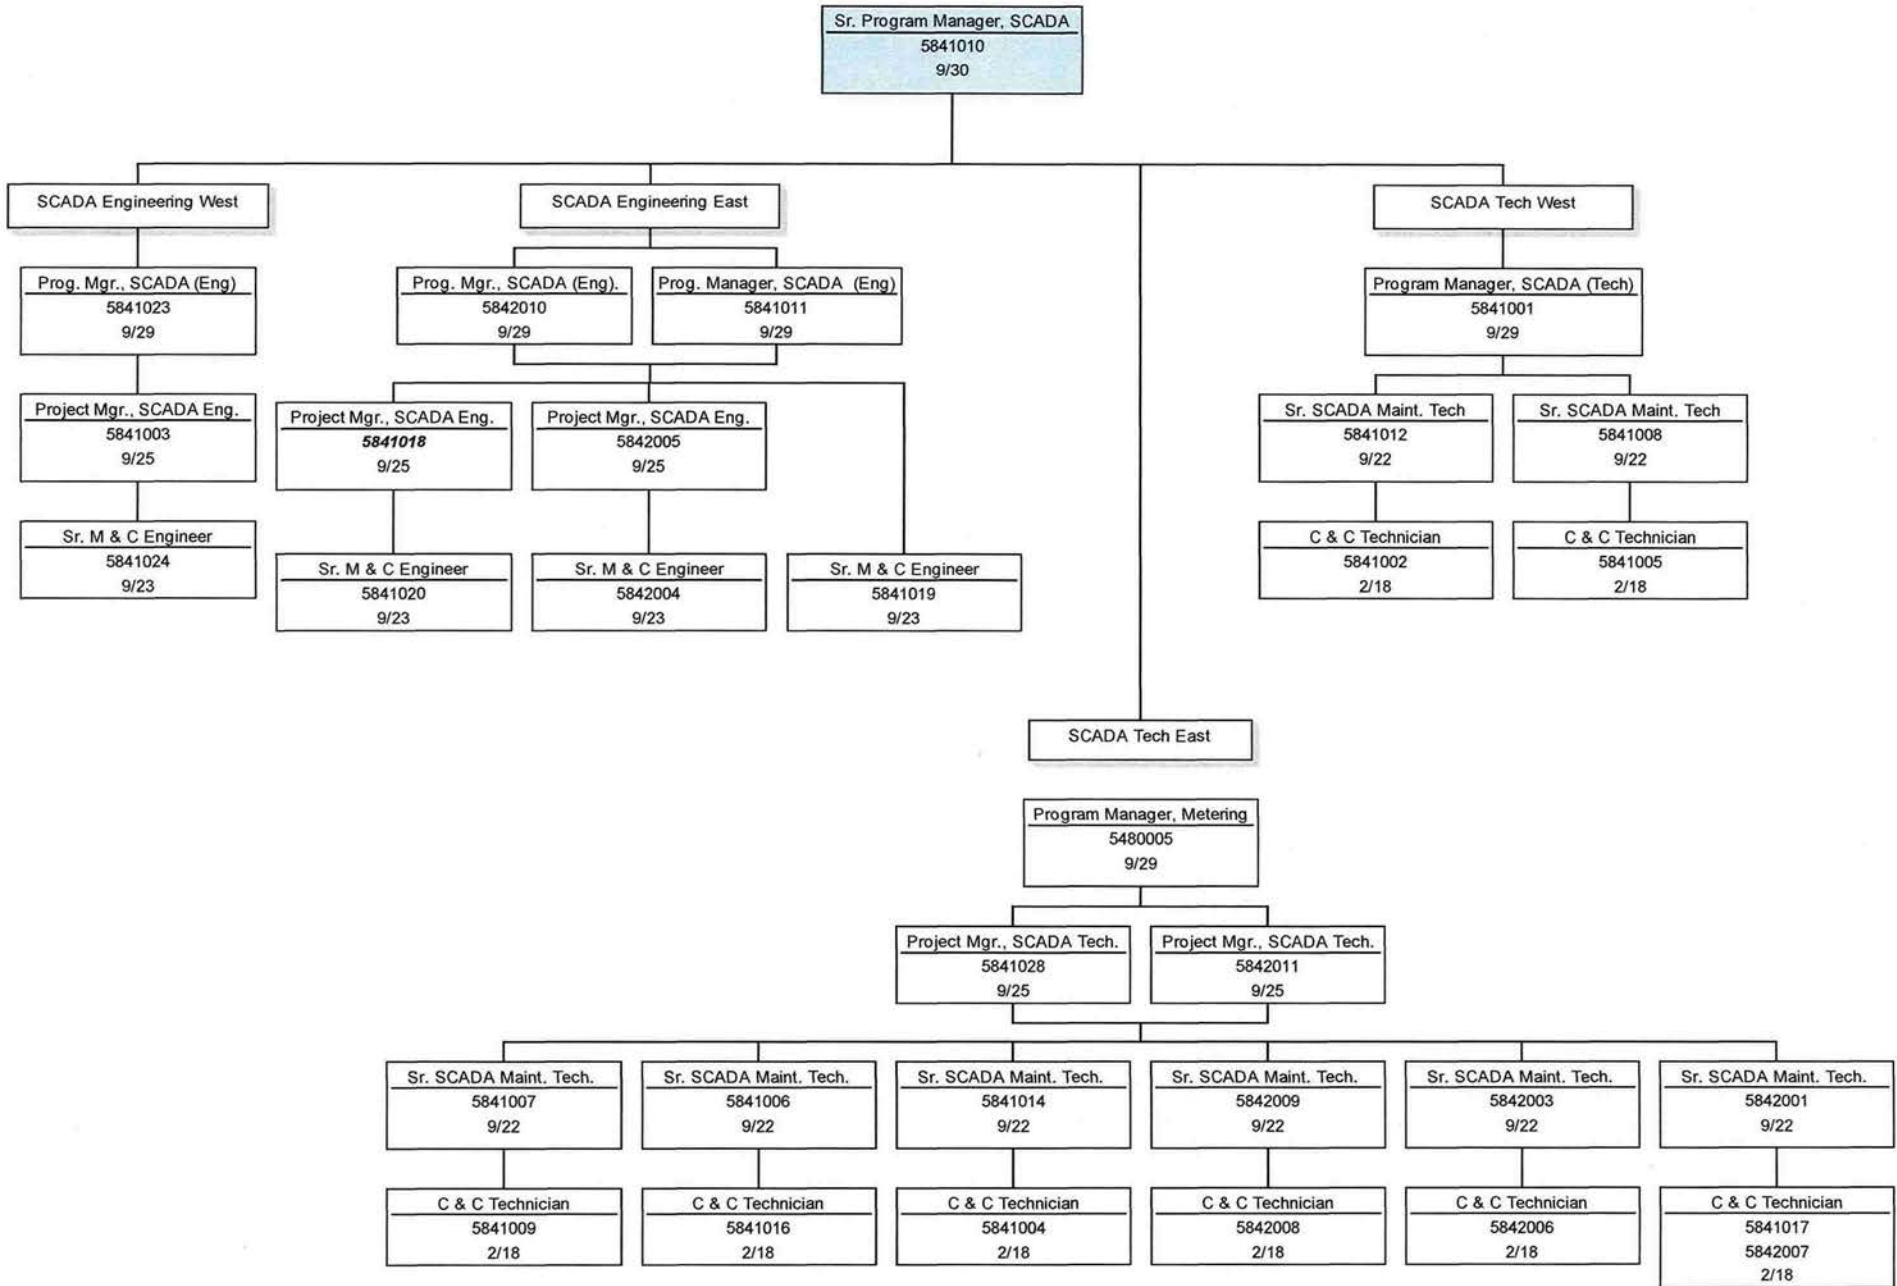 Sr. Program Manager, SCADA
5841010
9/30
SCADA Engineering West
Prog. Mgr., SCADA (Eng)
5841023
9/29
Project Mgr., SCADA Eng.
5841003
9/25
Sr. M & C Engineer
5841024
9/23
SCADA Engineering East
Prog. Mgr., SCADA (Eng).
5842010
9/29
Prog. Manager, SCADA (Eng)
5841011
9/29
Project Mgr., SCADA Eng.
5841018
9/25
Project Mgr., SCADA Eng.
5842005
9/25
Sr. M & C Engineer
5841020
9/23
Sr. M & C Engineer
5842004
9/23
Sr. M & C Engineer
5841019
9/23
SCADA Tech West
Program Manager, SCADA (Tech)
5841001
9/29
Sr. SCADA Maint. Tech
5841012
9/22
Sr. SCADA Maint. Tech
5841008
9/22
C & C Technician
5841002
2/18
C & C Technician
5841005
2/18
SCADA Tech East
Program Manager, Metering
5480005
9/29
Project Mgr., SCADA Tech.
5841028
9/25
Project Mgr., SCADA Tech.
5842011
9/25
Sr. SCADA Maint. Tech.
5841007
9/22
Sr. SCADA Maint. Tech.
5841006
9/22
Sr. SCADA Maint. Tech.
5841014
9/22
Sr. SCADA Maint. Tech.
5842009
9/22
Sr. SCADA Maint. Tech.
5842003
9/22
Sr. SCADA Maint. Tech.
5842001
9/22
C & C Technician
5841009
2/18
C & C Technician
5841016
2/18
C & C Technician
5841004
2/18
C & C Technician
5842008
2/18
C & C Technician
5842006
2/18
C & C Technician
5841017
5842007
2/18